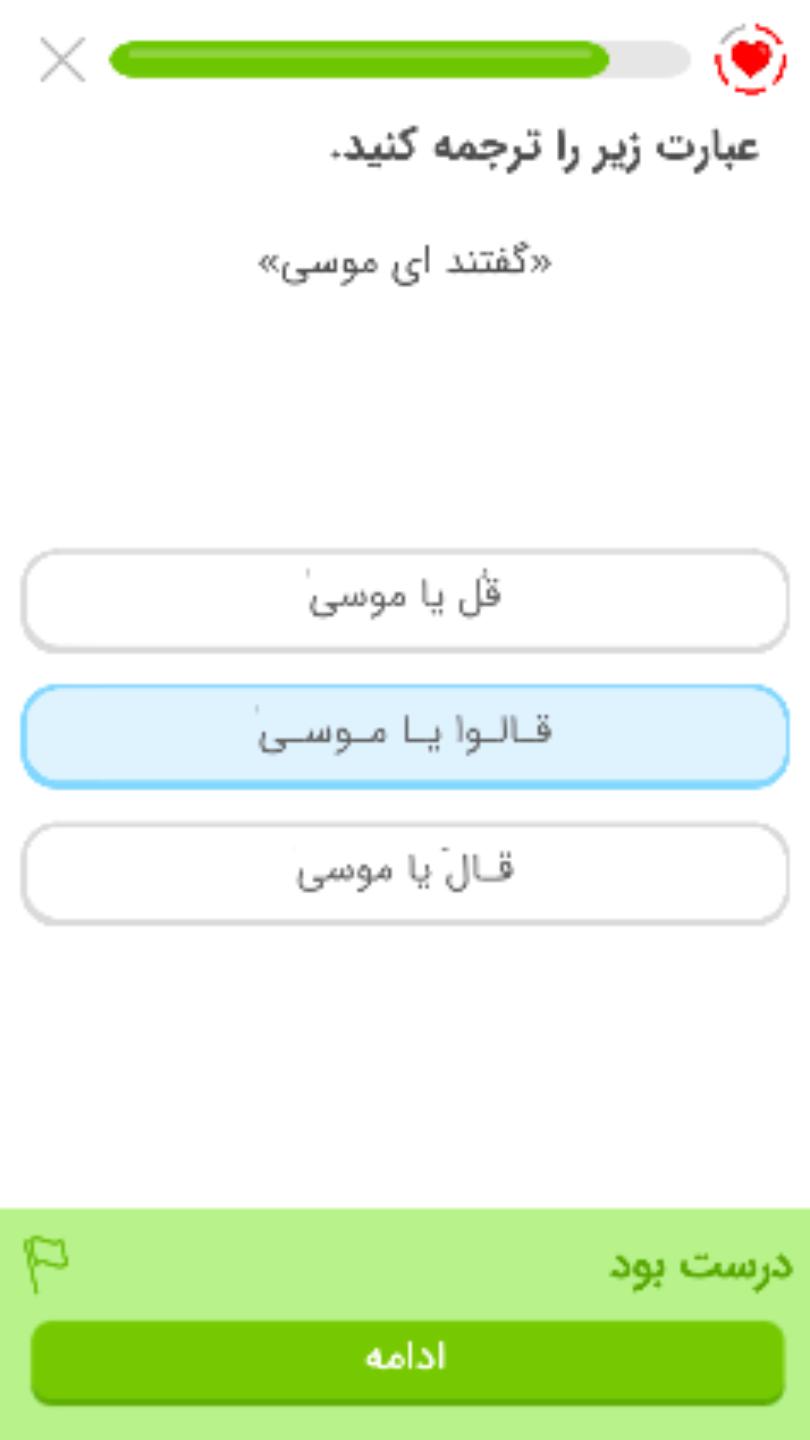 عبارت زیر را ترجمه کنید.
«گفتند ای موسی»
قُل یا موسیٰ
قـالـوا یـا مـوسـیٰ
قـالَ یا موسیٰ
درست بود
ادامه